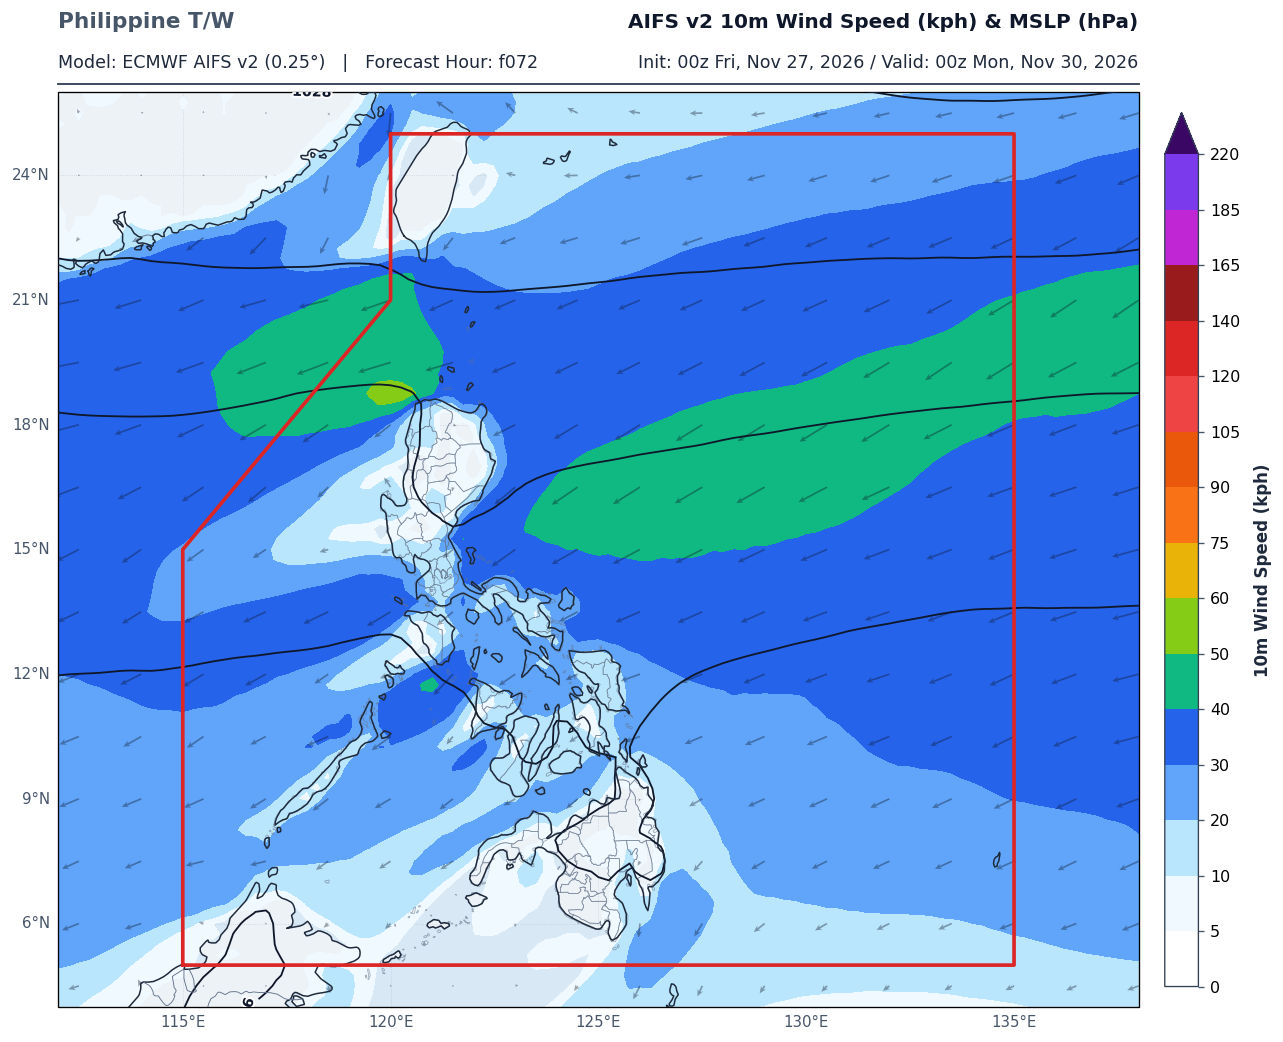 Philippine T/W
AIFS v2 10m Wind Speed (kph) & MSLP (hPa)
Model: ECMWF AIFS v2 (0.25°) | Forecast Hour: f072
Init: 00z Fri, Nov 27, 2026 / Valid: 00z Mon, Nov 30, 2026
1028
24°N
21°N
18°N
15°N
12°N
9°N
6°N
115°E
120°E
125°E
130°E
135°E
220
185
165
140
120
105
90
75
60
50
40
30
20
10
5
0
10m Wind Speed (kph)